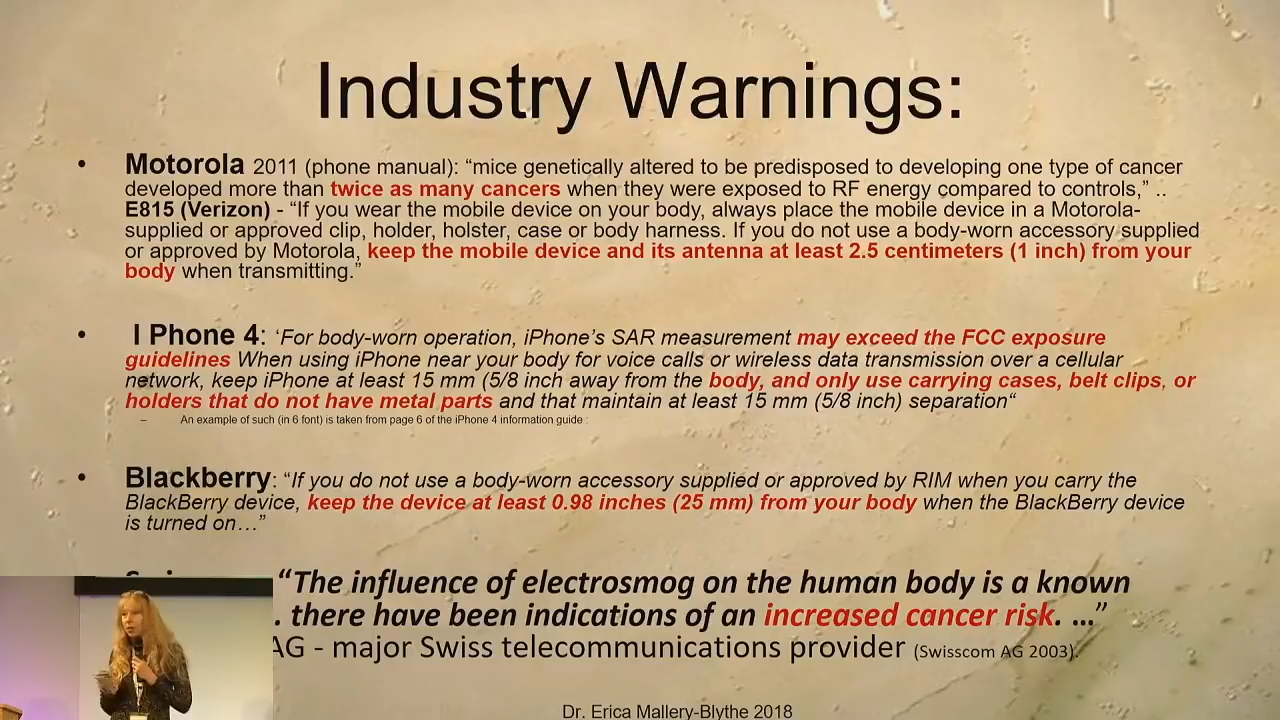 Industry Warnings:
• Motorola 2011 (phone manual): “mice genetically altered to be predisposed to developing one type of cancer
developed more than twice as many cancers when they were exposed to RF energy compared to controls,” ..
E815 (Verizon) - “If you wear the mobile device on your body, always place the mobile device in a Motorola-
supplied or approved clip, holder, holster, case or body harness. If you do not use a body-worn accessory supplied
or approved by Motorola, keep the mobile device and its antenna at least 2.5 centimeters (1 inch) from your
body when transmitting.”
• I Phone 4: ‘For body-worn operation, iPhone’s SAR measurement may exceed the FCC exposure
guidelines When using iPhone near your body for voice calls or wireless data transmission over a cellular
network, keep iPhone at least 15 mm (5/8 inch away from the body, and only use carrying cases, belt clips, or
holders that do not have metal parts and that maintain at least 15 mm (5/8 inch) separation“
– An example of such (in 6 font) is taken from page 6 of the iPhone 4 information guide :
• Blackberry: “If you do not use a body-worn accessory supplied or approved by RIM when you carry the
BlackBerry device, keep the device at least 0.98 inches (25 mm) from your body when the BlackBerry device
is turned on…”
“The influence of electrosmog on the human body is a known
. there have been indications of an increased cancer risk. …”
AG - major Swiss telecommunications provider (Swisscom AG 2003).
Dr. Erica Mallery-Blythe 2018